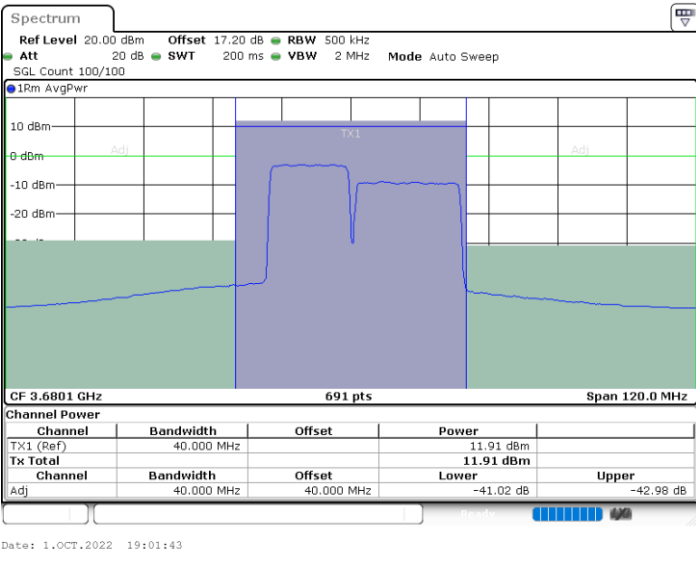 Spectrum
Ref Level 20.00 dBm Offset 17.20 dB RBW 500 kHz
Att 20 dB SWT 200 ms VBW 2 MHz Mode Auto Sweep
SGL Count 100/100
1Rm AvgPwr
10 dBm
TX1
Adj Adj
0 dBm
-10 dBm
-20 dBm
CF 3.6801 GHz 691 pts Span 120.0 MHz
Channel Power
Channel Bandwidth Offset Power
TX1 (Ref) 40.000 MHz 11.91 dBm
Tx Total 11.91 dBm
Channel Bandwidth Offset Lower Upper
Adj 40.000 MHz 40.000 MHz -41.02 dB -42.98 dB
Ready
Date: 1.OCT.2022 19:01:43